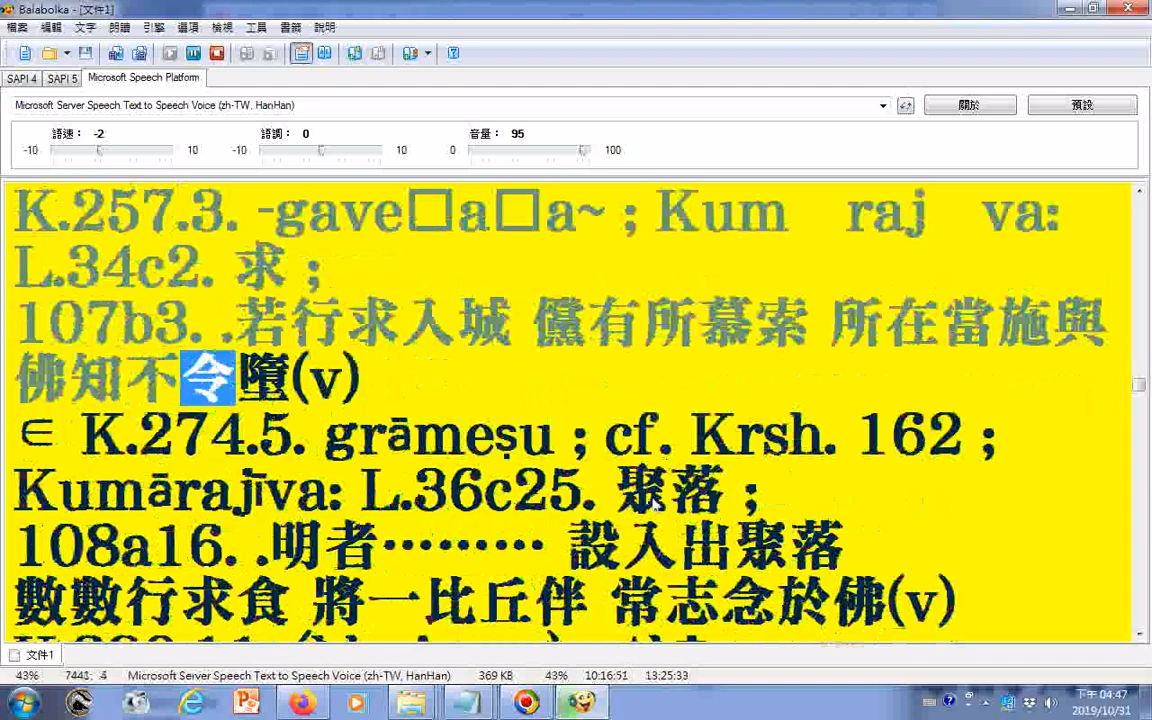 Balabolka - [文件1]
檔案 編輯 文字 朗讀 引擎 選項 檢視 工具 書籤 說明
SAPI 4 SAPI 5 Microsoft Speech Platform
Microsoft Server Speech Text to Speech Voice (zh-TW, HanHan) 關於 預設
語速: -2 語調: 0 音量: 95
-10 10 -10 10 0 100
K.257.3. -gave□a□a~ ; Kum raj va:
L.34c2. 求 ;
107b3. .若行求入城 儻有所慕索 所在當施與
佛知不令墮(v)
∈ K.274.5. grāmeṣu ; cf. Krsh. 162 ;
Kumārajīva: L.36c25. 聚落 ;
108a16. .明者········· 設入出聚落
數數行求食 將一比丘伴 常志念於佛(v)
文件1
43% 7441: 4 Microsoft Server Speech Text to Speech Voice (zh-TW, HanHan) 369 KB 43% 10:16:51 13:25:33
下午 04:47
2019/10/31